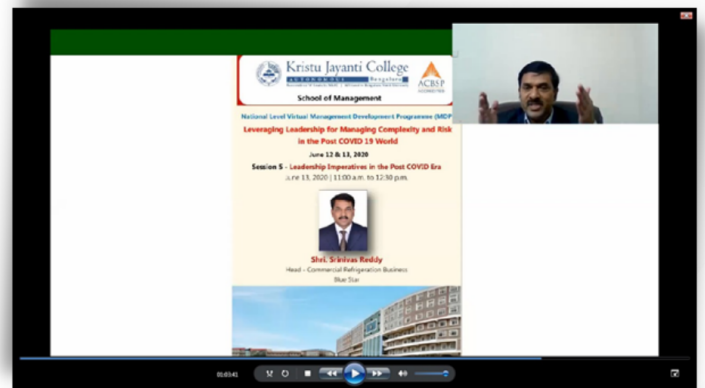 Kristu Jayanti College
AUTONOMOUS Bengaluru
ACBSP
ACCREDITED
School of Management
National Level Virtual Management Development Programme (MDP
Leveraging Leadership for Managing Complexity and Risk
in the Post COVID 19 World
June 12 & 13, 2020
Session 5 - Leadership Imperatives in the Post COVID Era
June 13, 2020 | 11:00 a.m. to 12:30 p.m.
Shri. Srinivas Reddy
Head - Commercial Refrigeration Business
Blue Star
01:03:41